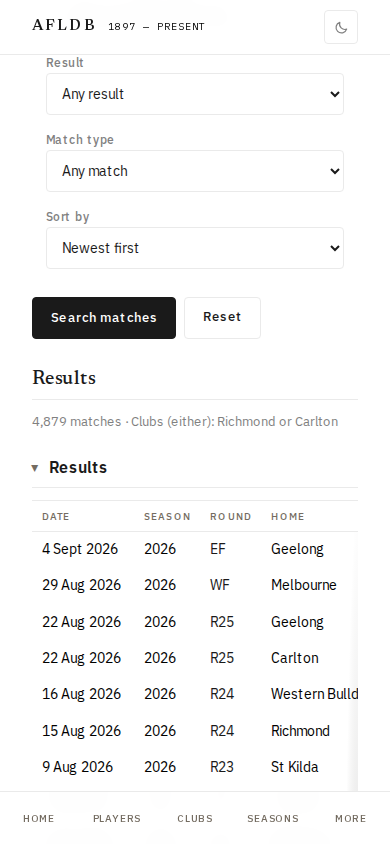 AFLDB 1897 — PRESENT
Result
Any result
Match type
Any match
Sort by
Newest first
Search matches Reset
Results
4,879 matches · Clubs (either): Richmond or Carlton
▼ Results
DATE SEASON ROUND HOME
4 Sept 2026 2026 EF Geelong
29 Aug 2026 2026 WF Melbourne
22 Aug 2026 2026 R25 Geelong
22 Aug 2026 2026 R25 Carlton
16 Aug 2026 2026 R24 Western Bulld
15 Aug 2026 2026 R24 Richmond
9 Aug 2026 2026 R23 St Kilda
HOME PLAYERS CLUBS SEASONS MORE